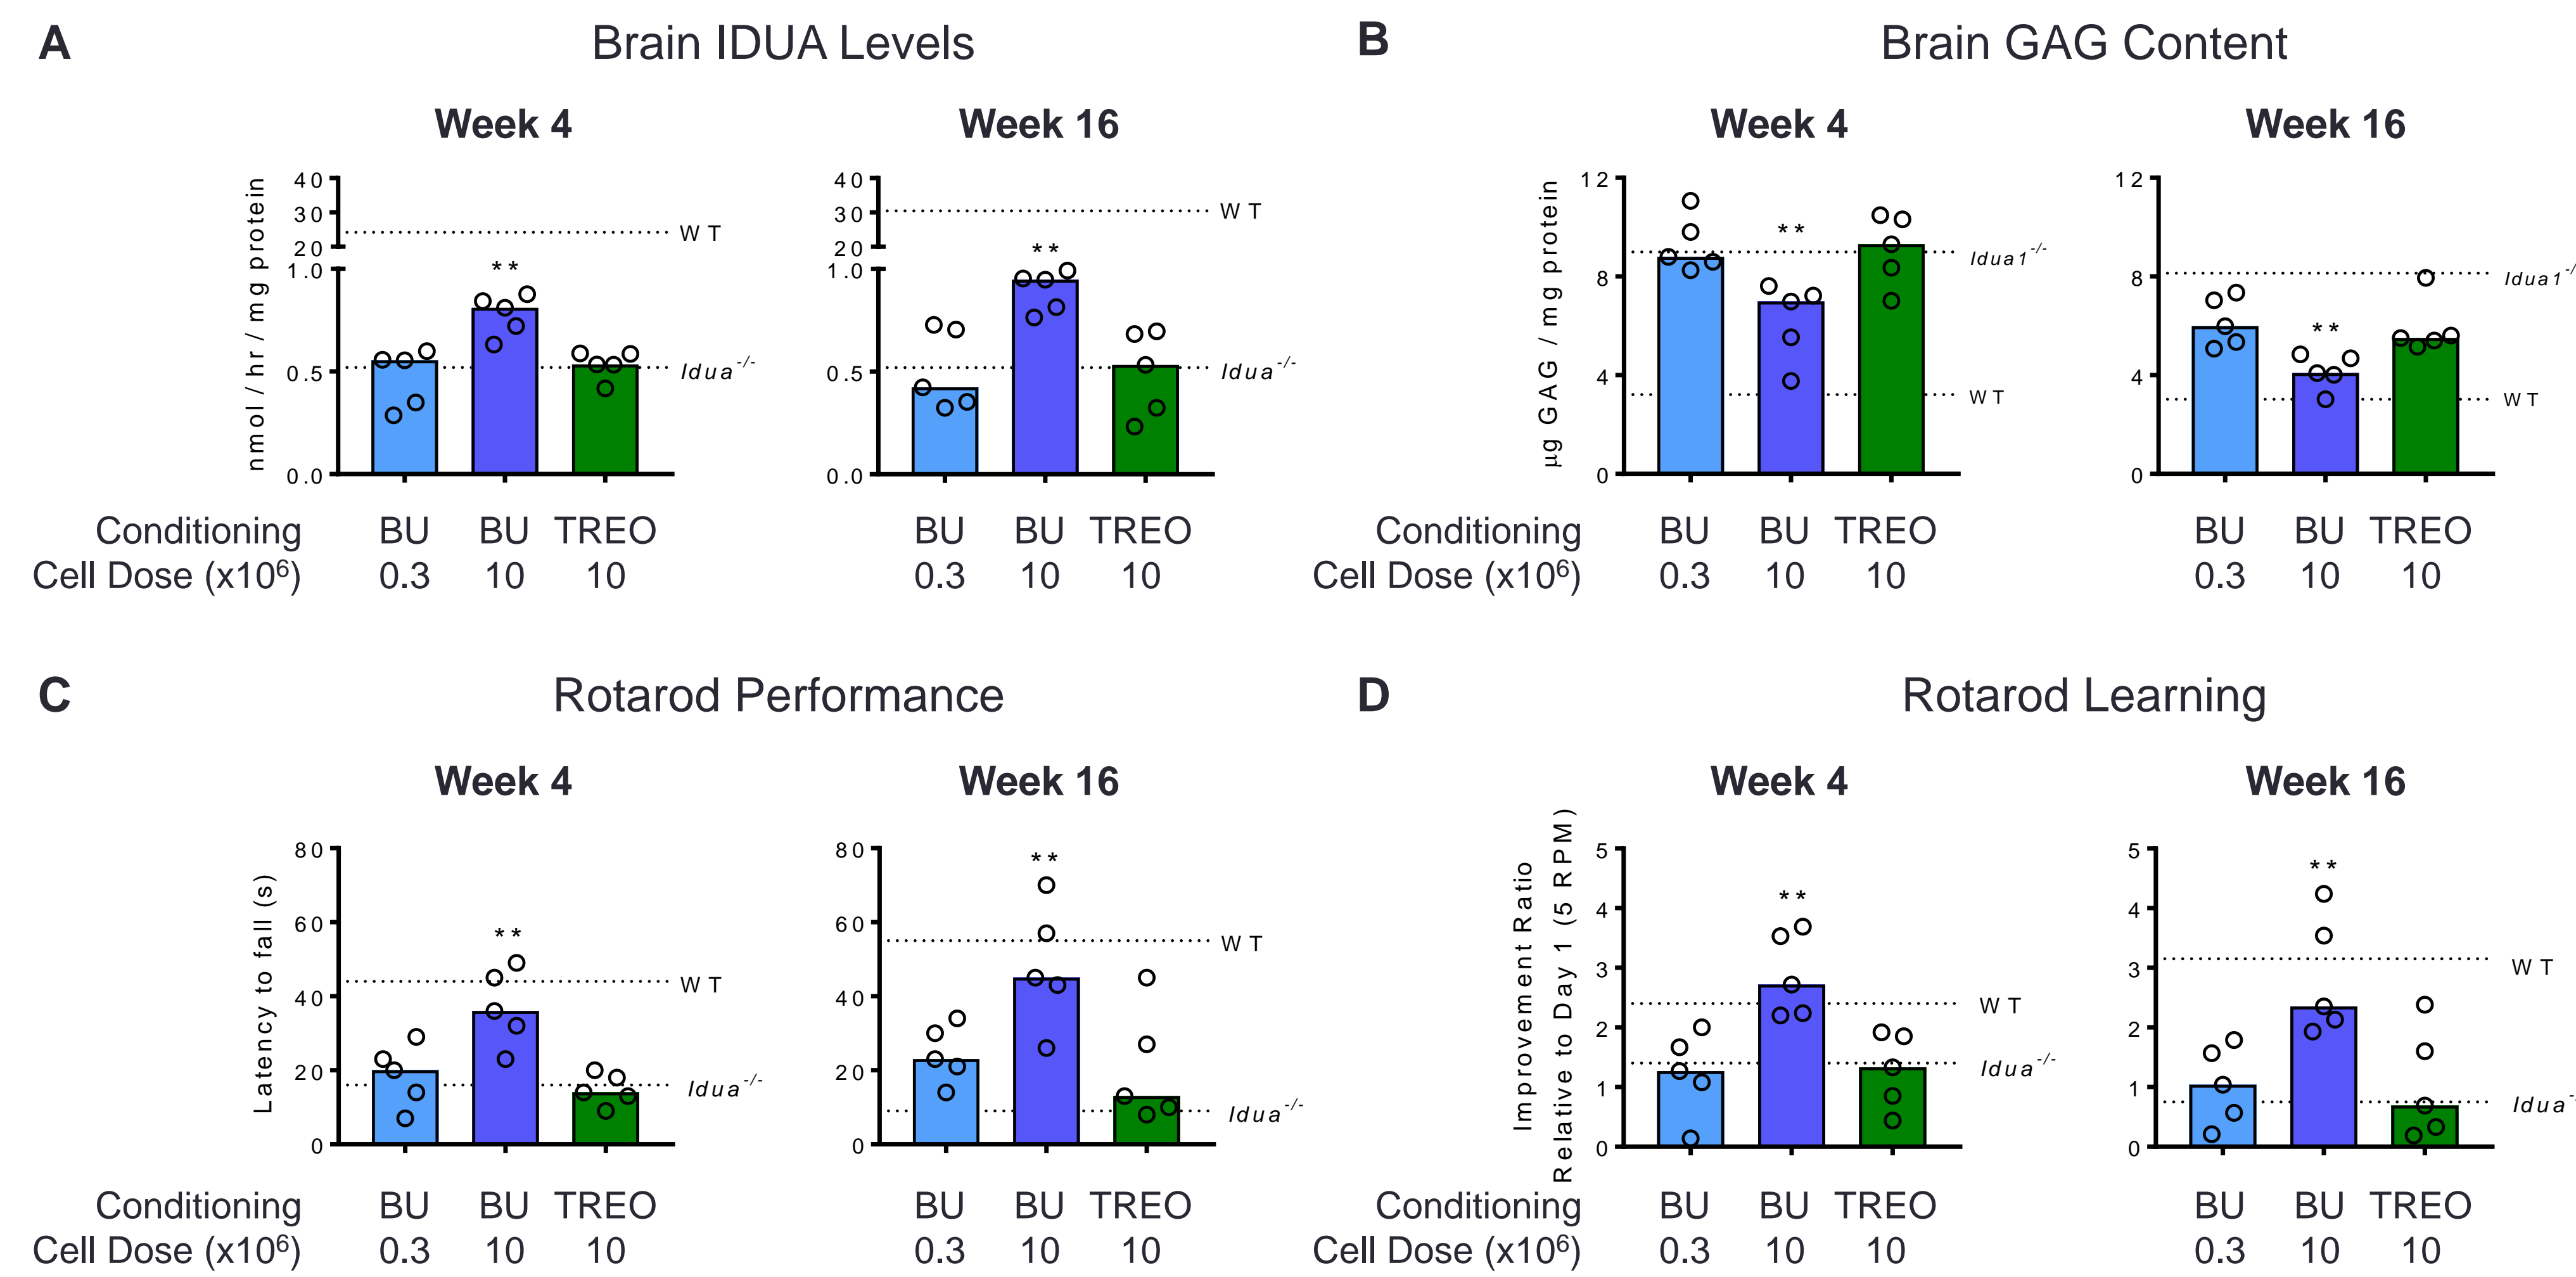 A
Brain IDUA Levels
Week 4
Week 16
nmol / hr / mg protein
40
30
20
1.0
0.5
0.0
**
WT
Idua-/-
40
30
20
1.0
0.5
0.0
**
WT
Idua-/-
Conditioning BU BU TREO BU BU TREO
Cell Dose (x10⁶) 0.3 10 10 0.3 10 10
B
Brain GAG Content
Week 4
Week 16
µg GAG / mg protein
12
8
4
0
**
Idua1-/-
WT
12
8
4
0
**
Idua1-/
WT
Conditioning BU BU TREO BU BU TREO
Cell Dose (x10⁶) 0.3 10 10 0.3 10 10
C
Rotarod Performance
Week 4
Week 16
Latency to fall (s)
80
60
40
20
0
**
WT
Idua-/-
80
60
40
20
0
**
WT
Idua-/-
Conditioning BU BU TREO BU BU TREO
Cell Dose (x10⁶) 0.3 10 10 0.3 10 10
D
Rotarod Learning
Week 4
Week 16
Improvement Ratio
Relative to Day 1 (5 RPM)
5
4
3
2
1
0
**
WT
Idua-/-
5
4
3
2
1
0
**
WT
Idua-
Conditioning BU BU TREO BU BU TREO
Cell Dose (x10⁶) 0.3 10 10 0.3 10 10